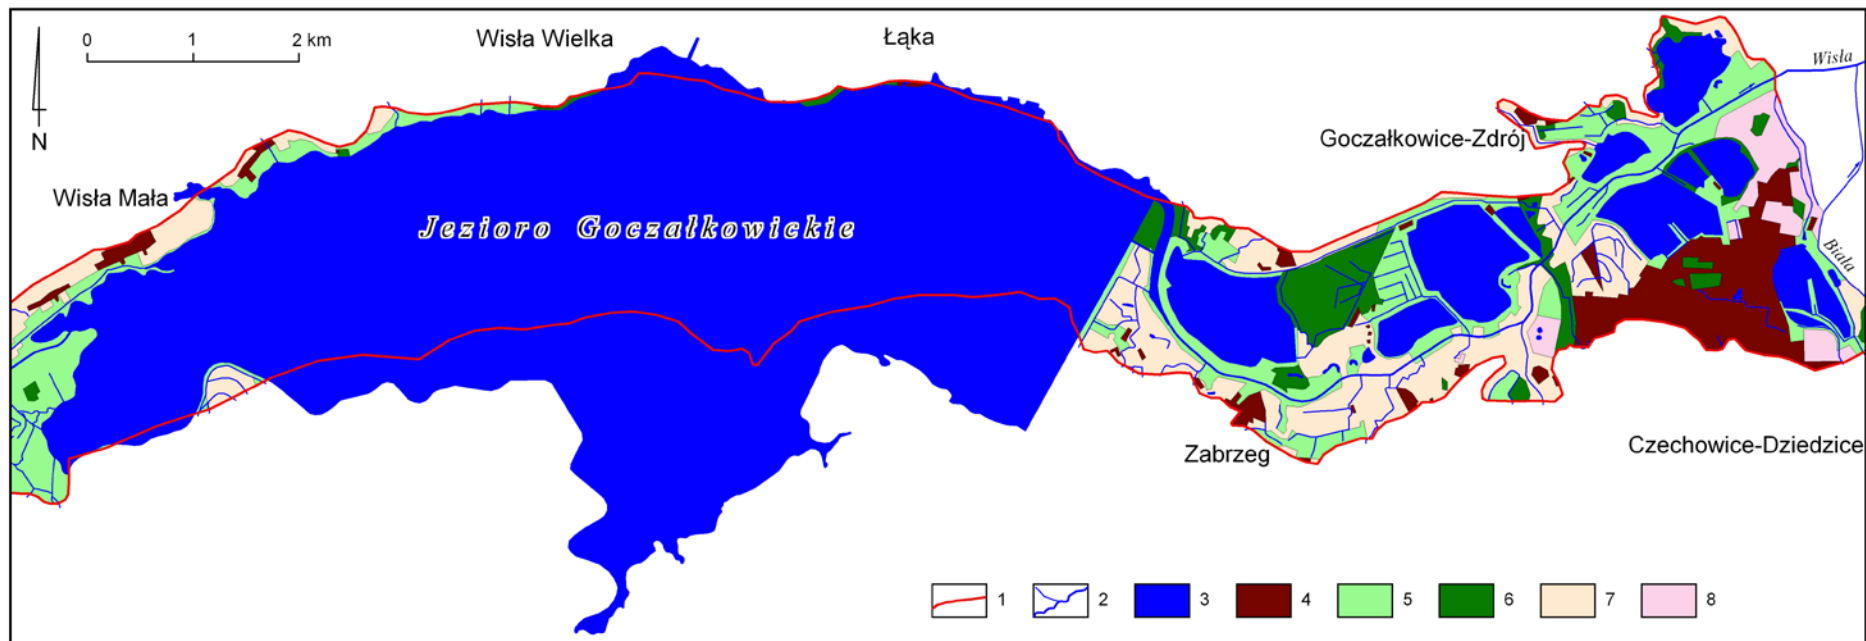 Wisła Wielka
Łąka
0 1 2 km
Wisła
N
Goczałkowice-Zdrój
Wisła Mała
Jezioro Goczałkowickie
Biała
Zabrzeg
Czechowice-Dziedzice
1 2 3 4 5 6 7 8